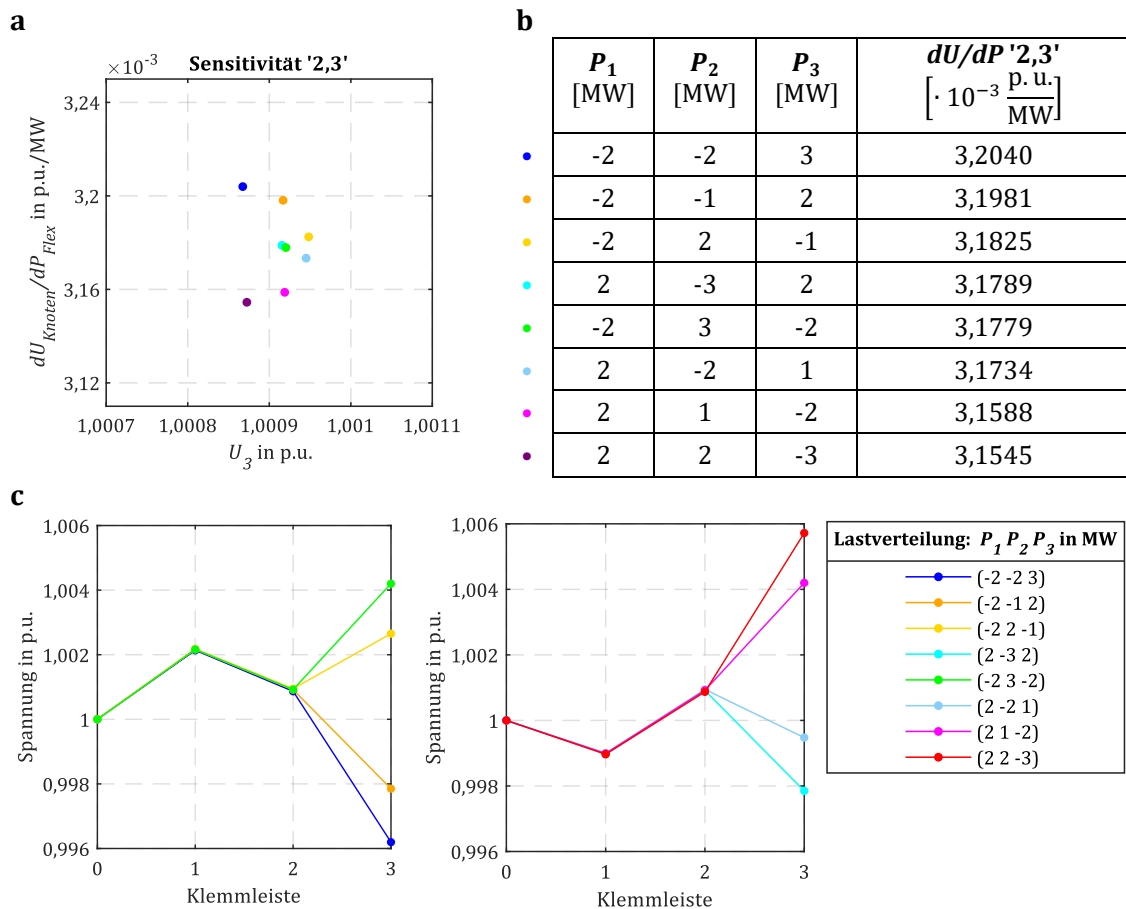 a
×10⁻³
Sensitivität '2,3'
3,24
3,2
3,16
3,12
dU_Knoten/dP_Flex in p.u./MW
1,0007 1,0008 1,0009 1,001 1,0011
U_3 in p.u.
b
P_1 [MW] P_2 [MW] P_3 [MW] dU/dP '2,3' [· 10⁻³ p. u./MW]
-2 -2 3 3,2040
-2 -1 2 3,1981
-2 2 -1 3,1825
2 -3 2 3,1789
-2 3 -2 3,1779
2 -2 1 3,1734
2 1 -2 3,1588
2 2 -3 3,1545
c
1,006
1,004
1,002
1
0,998
0,996
Spannung in p.u.
0 1 2 3
Klemmleiste
1,006
1,004
1,002
1
0,998
0,996
Spannung in p.u.
0 1 2 3
Klemmleiste
Lastverteilung: P_1 P_2 P_3 in MW
(-2 -2 3)
(-2 -1 2)
(-2 2 -1)
(2 -3 2)
(-2 3 -2)
(2 -2 1)
(2 1 -2)
(2 2 -3)